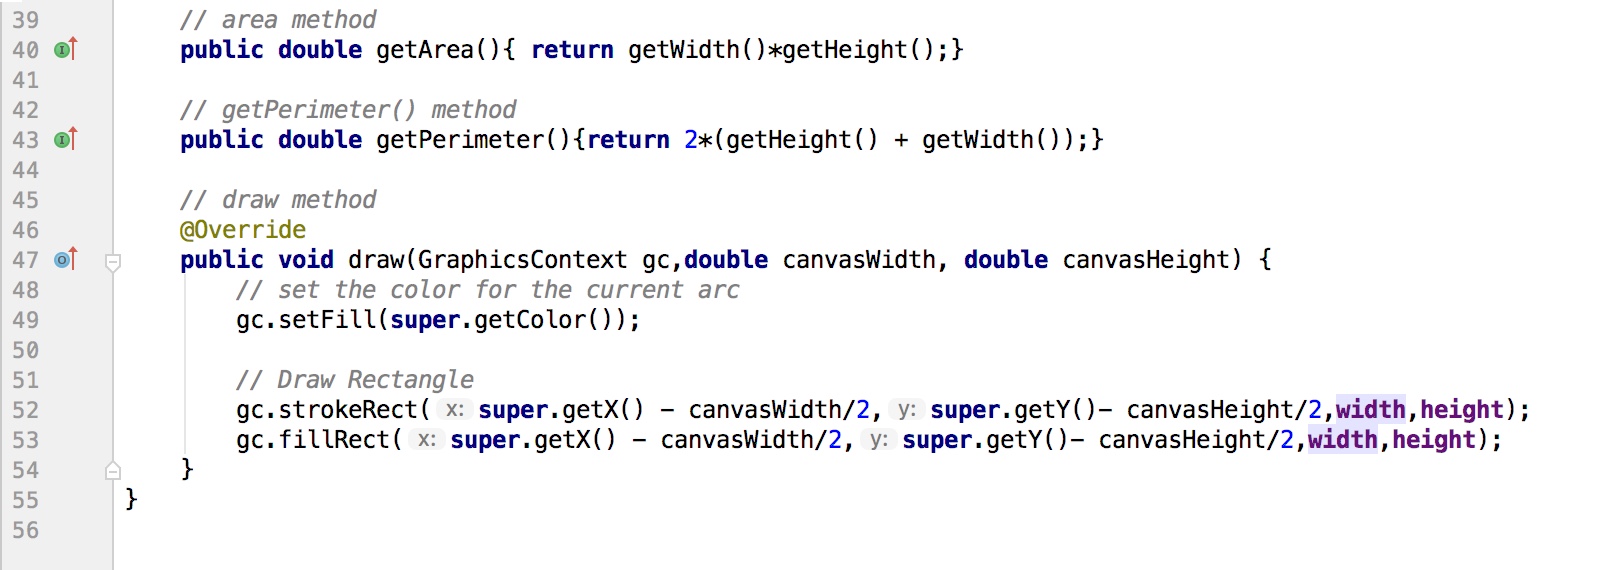 39 // area method
40 public double getArea(){ return getWidth()*getHeight();}
41
42 // getPerimeter() method
43 public double getPerimeter(){return 2*(getHeight() + getWidth());}
44
45 // draw method
46 @Override
47 public void draw(GraphicsContext gc,double canvasWidth, double canvasHeight) {
48 // set the color for the current arc
49 gc.setFill(super.getColor());
50
51 // Draw Rectangle
52 gc.strokeRect( x: super.getX() - canvasWidth/2, y: super.getY()- canvasHeight/2,width,height);
53 gc.fillRect( x: super.getX() - canvasWidth/2, y: super.getY()- canvasHeight/2,width,height);
54 }
55 }
56